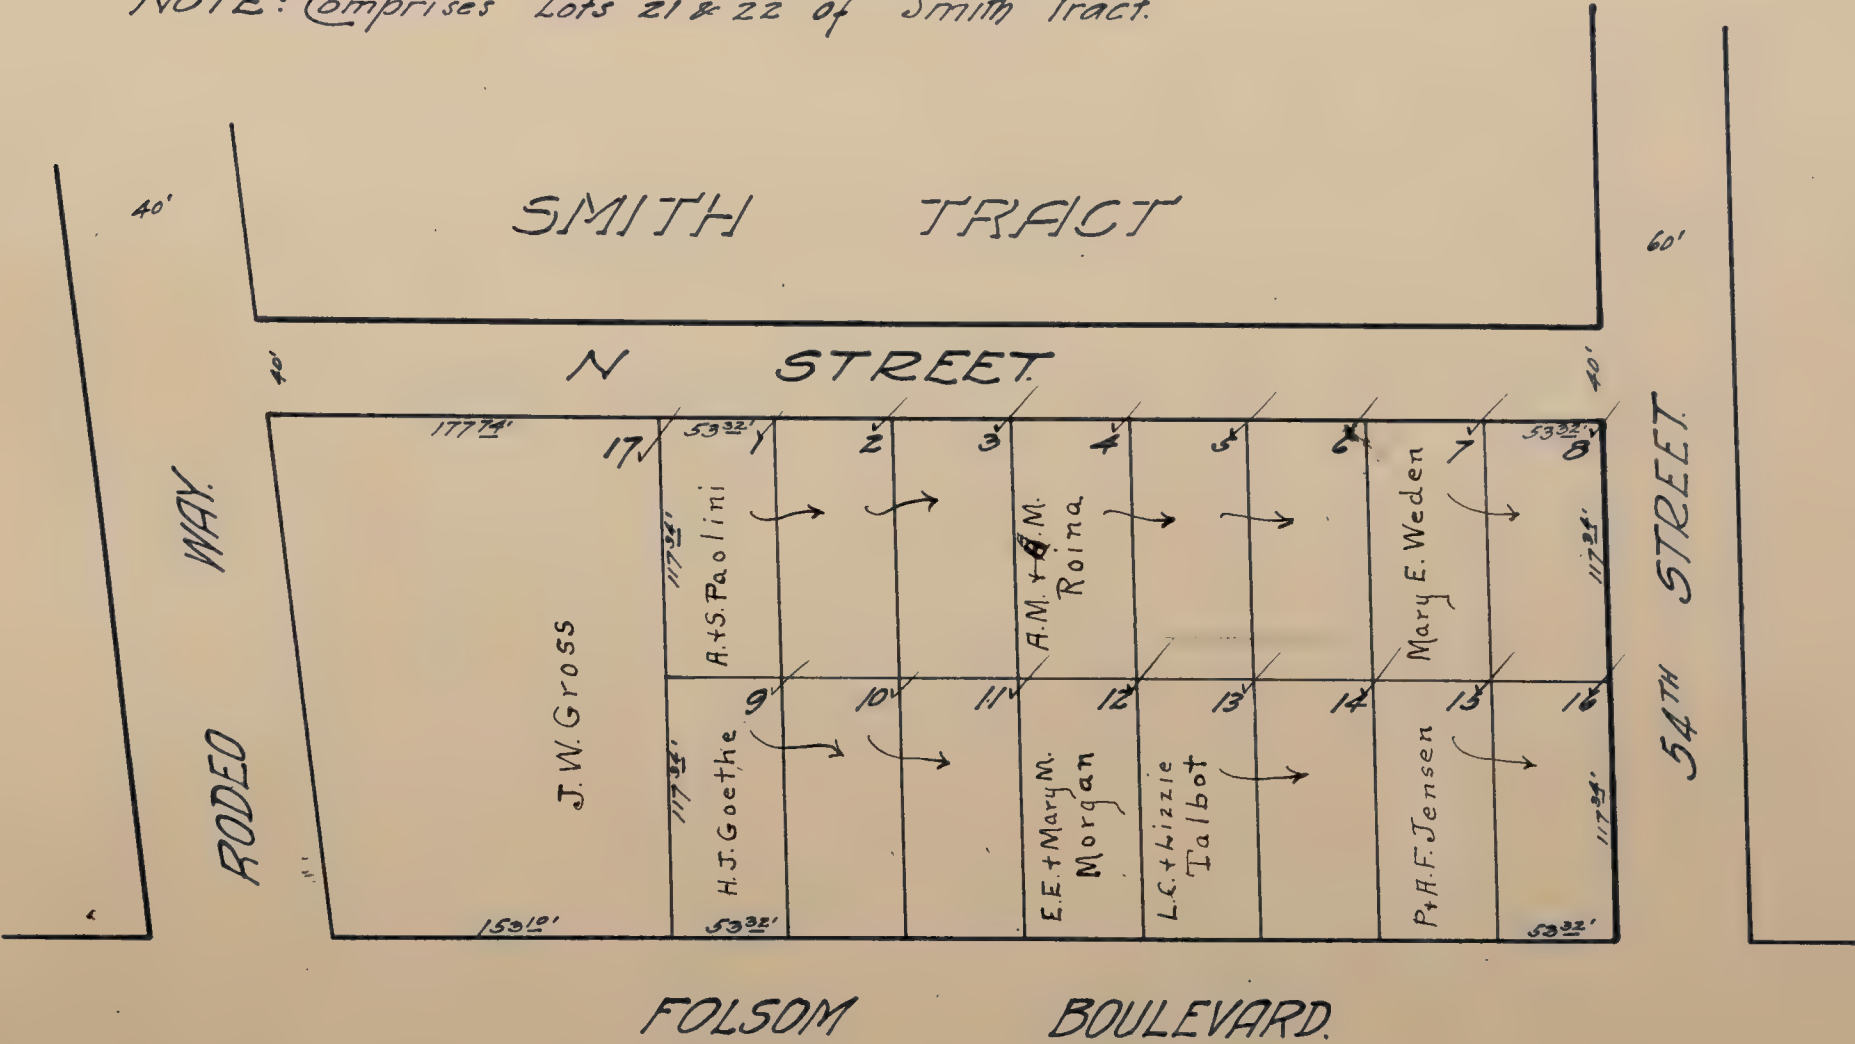 NOTE: Comprises Lots 21 & 22 of Smith Tract.
40'
SMITH TRACT
60'
40'
N STREET.
40'
177 74'
17
53 32'
1
2
3
4
5
6
7
53 32'
8
WAY.
RODEO
J.W. Gross
117 34'
A.+S. Paolini
A.M. + A.M.
Roina
Mary E. Weden
117 34'
54TH STREET.
9
10
11
12
13
14
15
16
117 34'
H.J. Goethe
E.E. + Mary M.
Morgan
L.C. + Lizzie
Talbot
P. + A.F. Jensen
117 34'
153 10'
53 32'
53 32'
FOLSOM BOULEVARD.